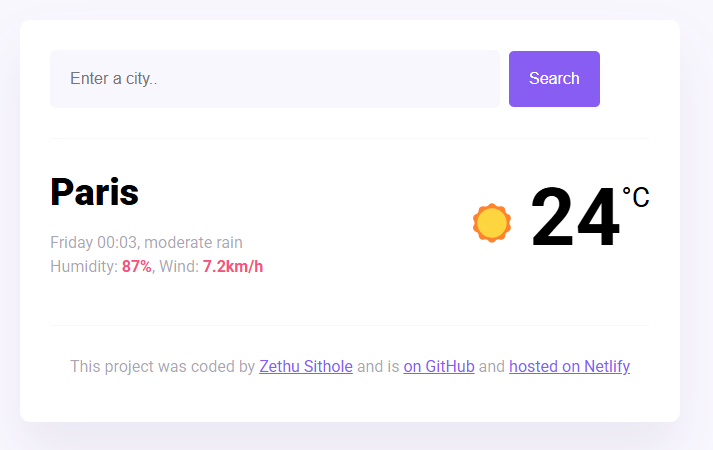 Enter a city..
Search
Paris
24°C
Friday 00:03, moderate rain
Humidity: 87%, Wind: 7.2km/h
This project was coded by Zethu Sithole and is on GitHub and hosted on Netlify